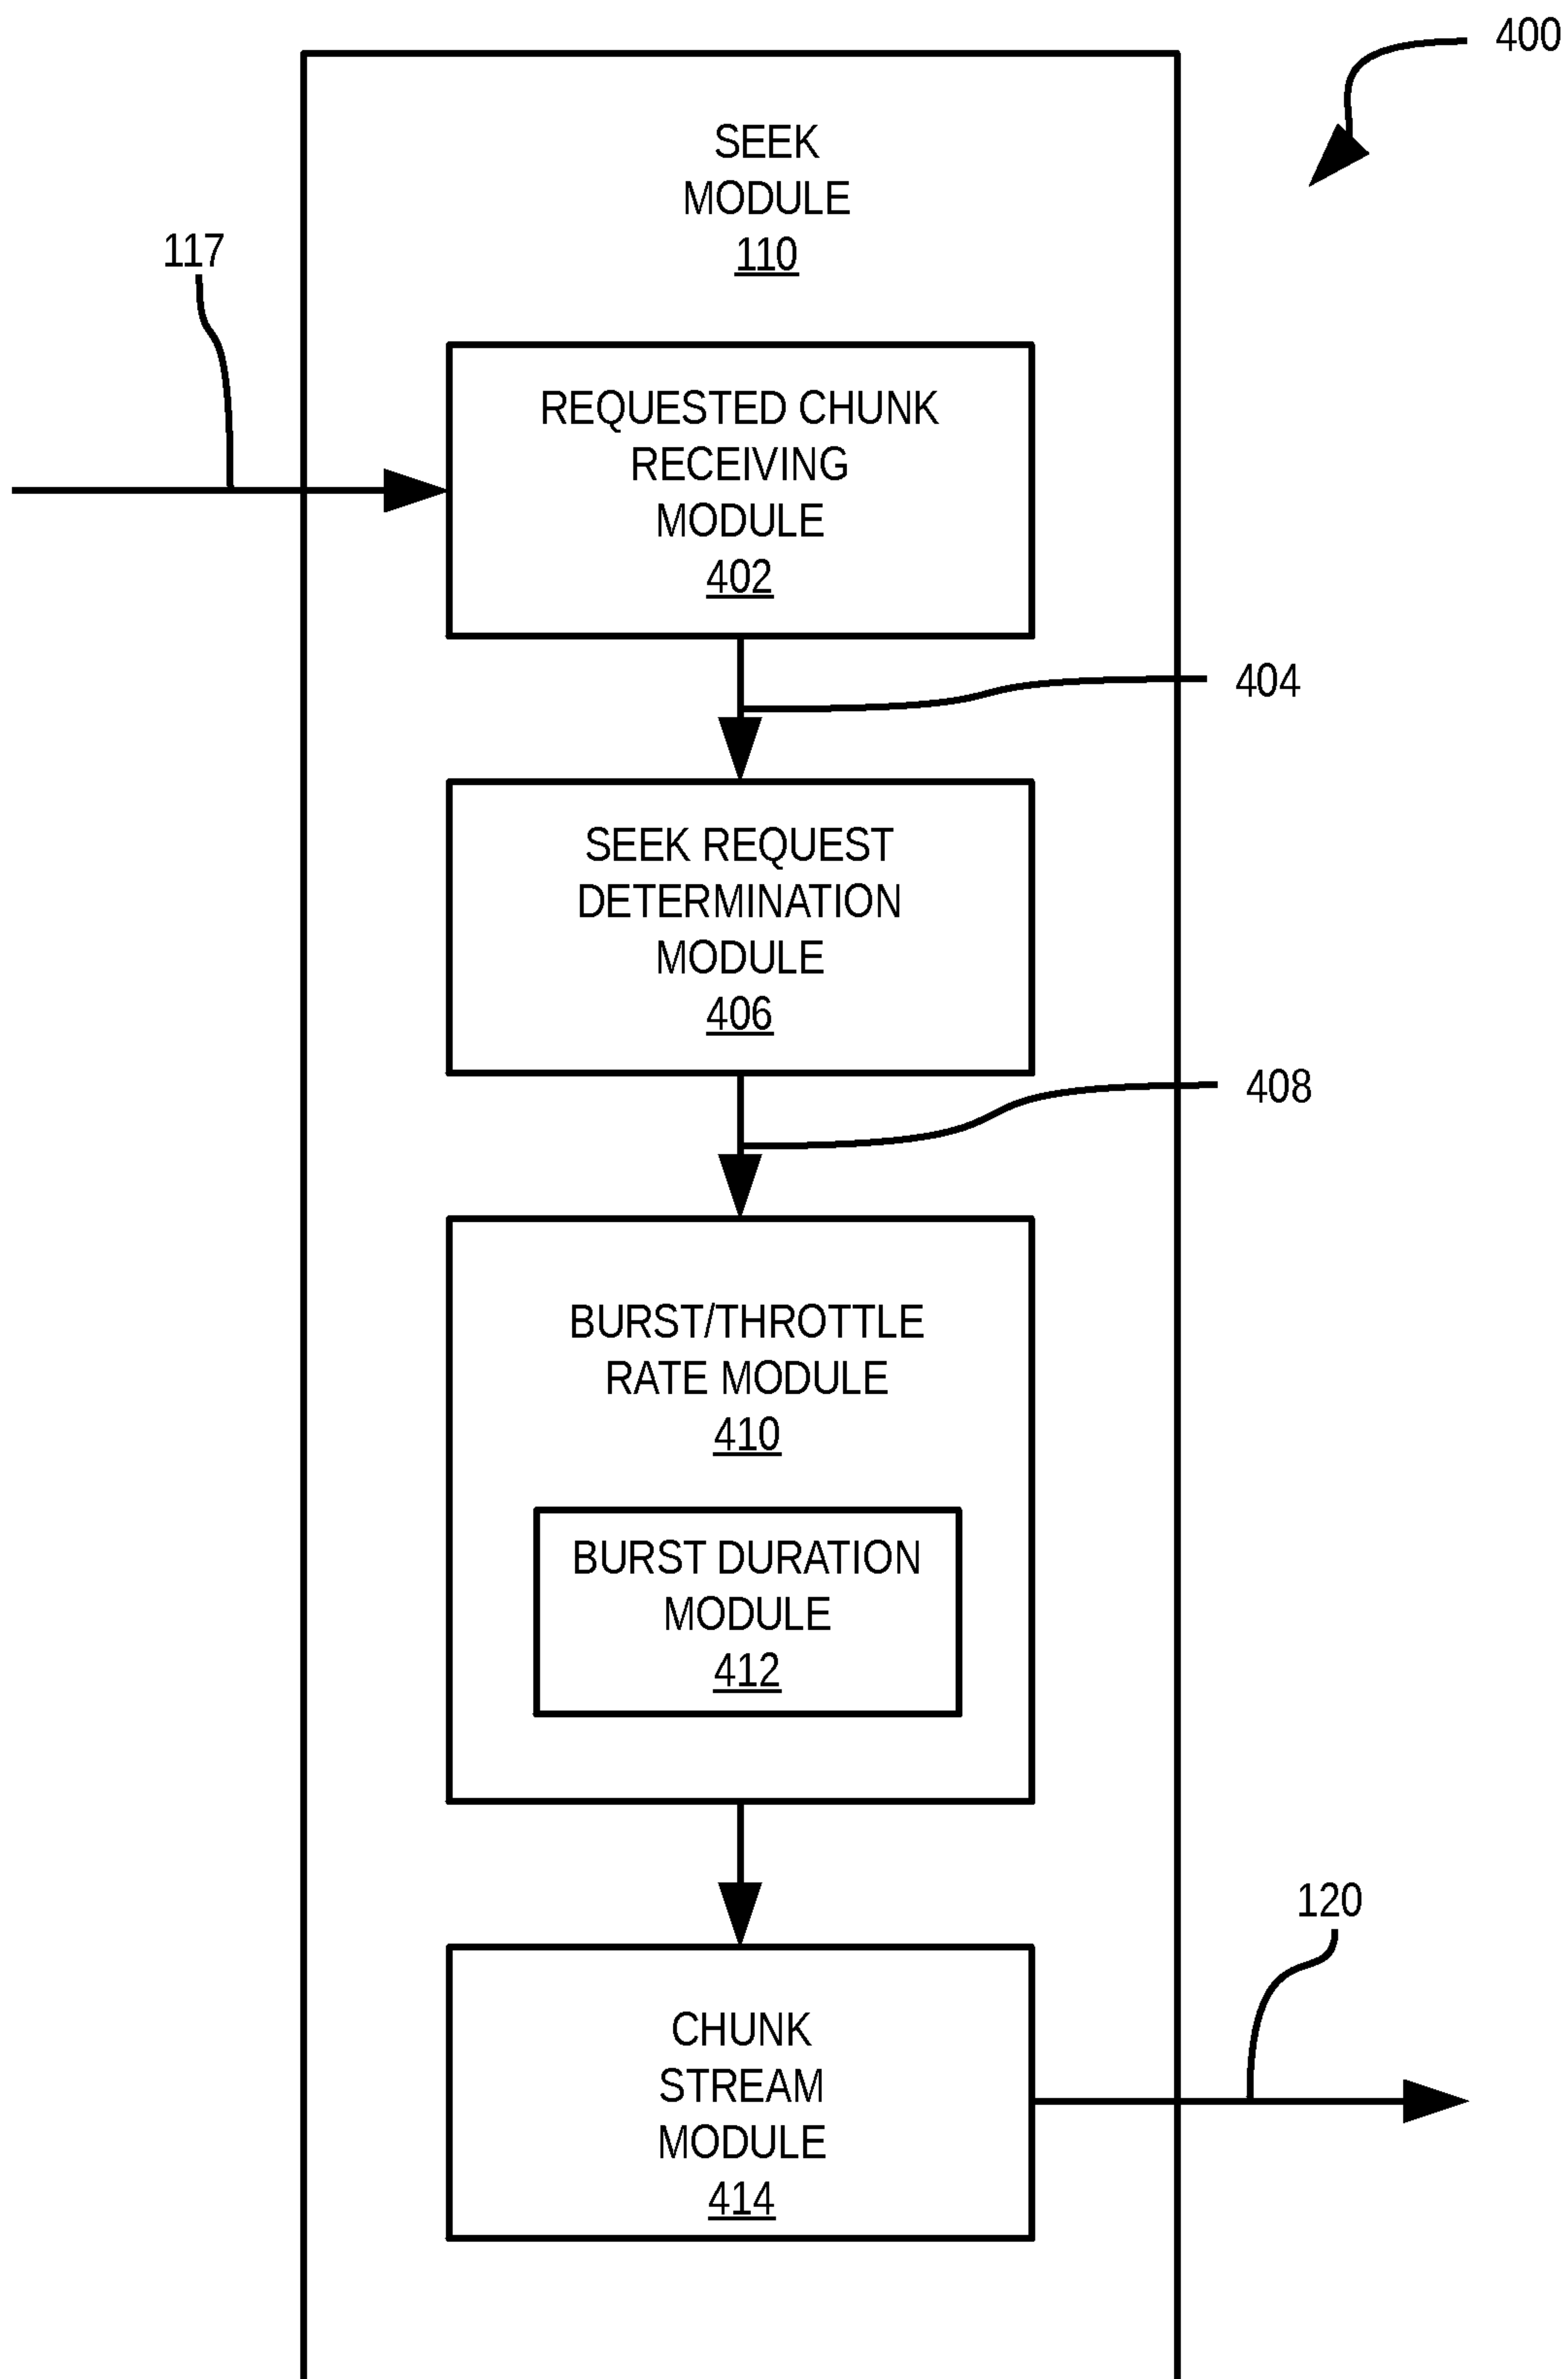 400
SEEK
MODULE
110
117
REQUESTED CHUNK
RECEIVING
MODULE
402
404
SEEK REQUEST
DETERMINATION
MODULE
406
408
BURST/THROTTLE
RATE MODULE
410
BURST DURATION
MODULE
412
120
CHUNK
STREAM
MODULE
414